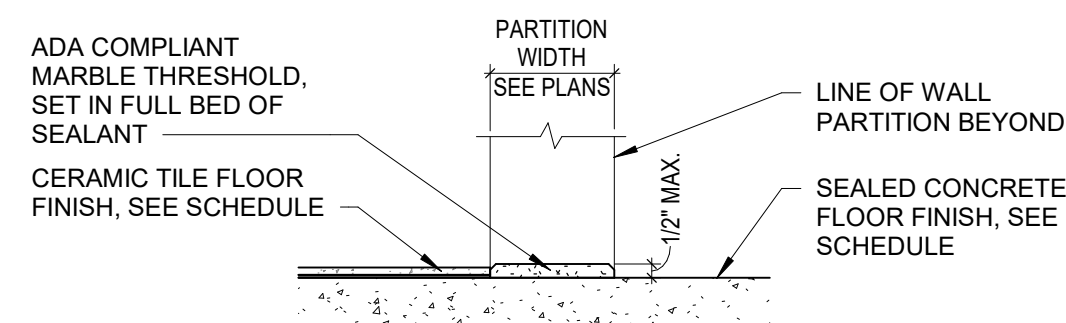 ADA COMPLIANT
MARBLE THRESHOLD,
SET IN FULL BED OF
SEALANT
CERAMIC TILE FLOOR
FINISH, SEE SCHEDULE
PARTITION
WIDTH
SEE PLANS
1/2" MAX.
LINE OF WALL
PARTITION BEYOND
SEALED CONCRETE
FLOOR FINISH, SEE
SCHEDULE